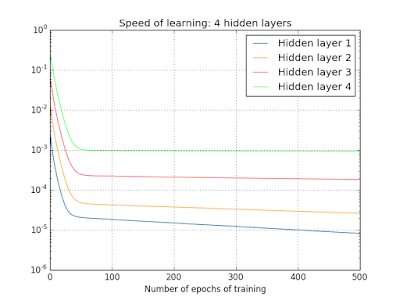 Speed of learning: 4 hidden layers
10^0
10^-1
10^-2
10^-3
10^-4
10^-5
10^-6
Hidden layer 1
Hidden layer 2
Hidden layer 3
Hidden layer 4
0 100 200 300 400 500
Number of epochs of training